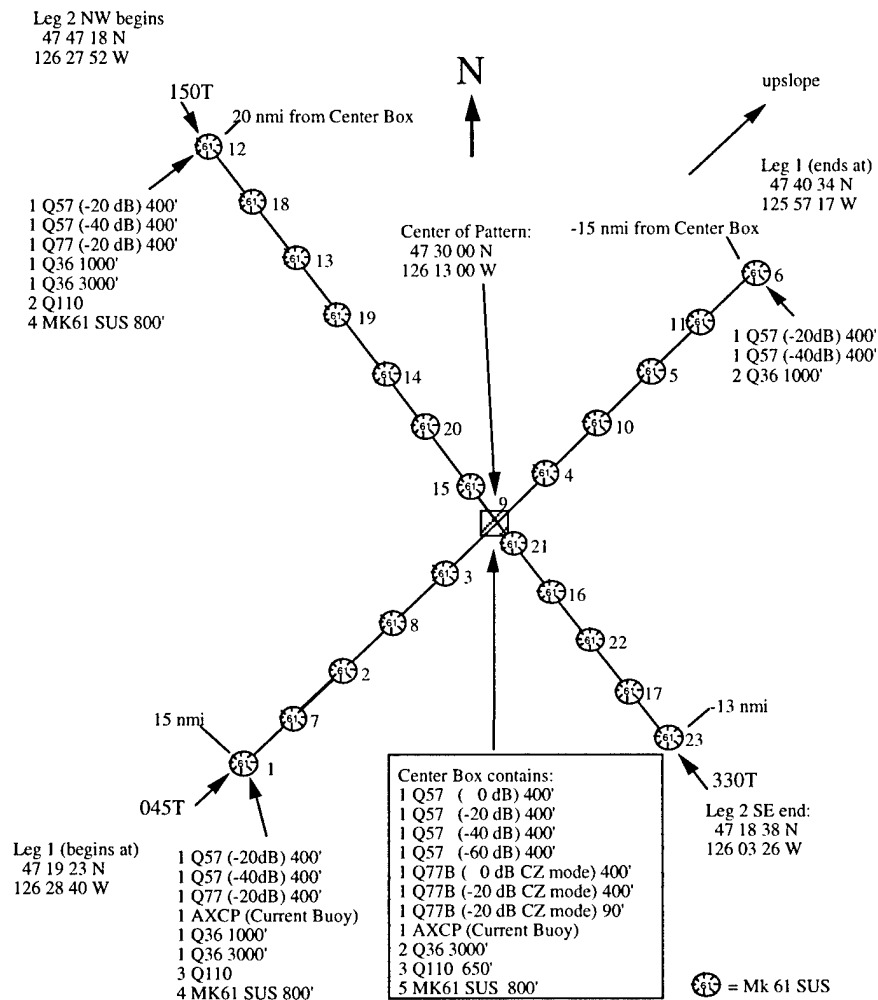 Leg 2 NW begins
47 47 18 N
126 27 52 W
150T
20 nmi from Center Box
12
N
upslope
Leg 1 (ends at)
47 40 34 N
125 57 17 W
-15 nmi from Center Box
1 Q57 (-20 dB) 400'
1 Q57 (-40 dB) 400'
1 Q77 (-20 dB) 400'
1 Q36 1000'
1 Q36 3000'
2 Q110
4 MK61 SUS 800'
Center of Pattern:
47 30 00 N
126 13 00 W
18
13
19
14
20
15
9
6
11
5
10
4
1 Q57 (-20dB) 400'
1 Q57 (-40dB) 400'
2 Q36 1000'
21
3
16
8
22
2
17
7
15 nmi
1
-13 nmi
23
045T
330T
Leg 1 (begins at)
47 19 23 N
126 28 40 W
1 Q57 (-20dB) 400'
1 Q57 (-40dB) 400'
1 Q77 (-20dB) 400'
1 AXCP (Current Buoy)
1 Q36 1000'
1 Q36 3000'
3 Q110
4 MK61 SUS 800'
Center Box contains:
1 Q57 ( 0 dB) 400'
1 Q57 (-20 dB) 400'
1 Q57 (-40 dB) 400'
1 Q57 (-60 dB) 400'
1 Q77B ( 0 dB CZ mode) 400'
1 Q77B (-20 dB CZ mode) 400'
1 Q77B (-20 dB CZ mode) 90'
1 AXCP (Current Buoy)
2 Q36 3000'
3 Q110 650'
5 MK61 SUS 800'
Leg 2 SE end:
47 18 38 N
126 03 26 W
61 = Mk 61 SUS